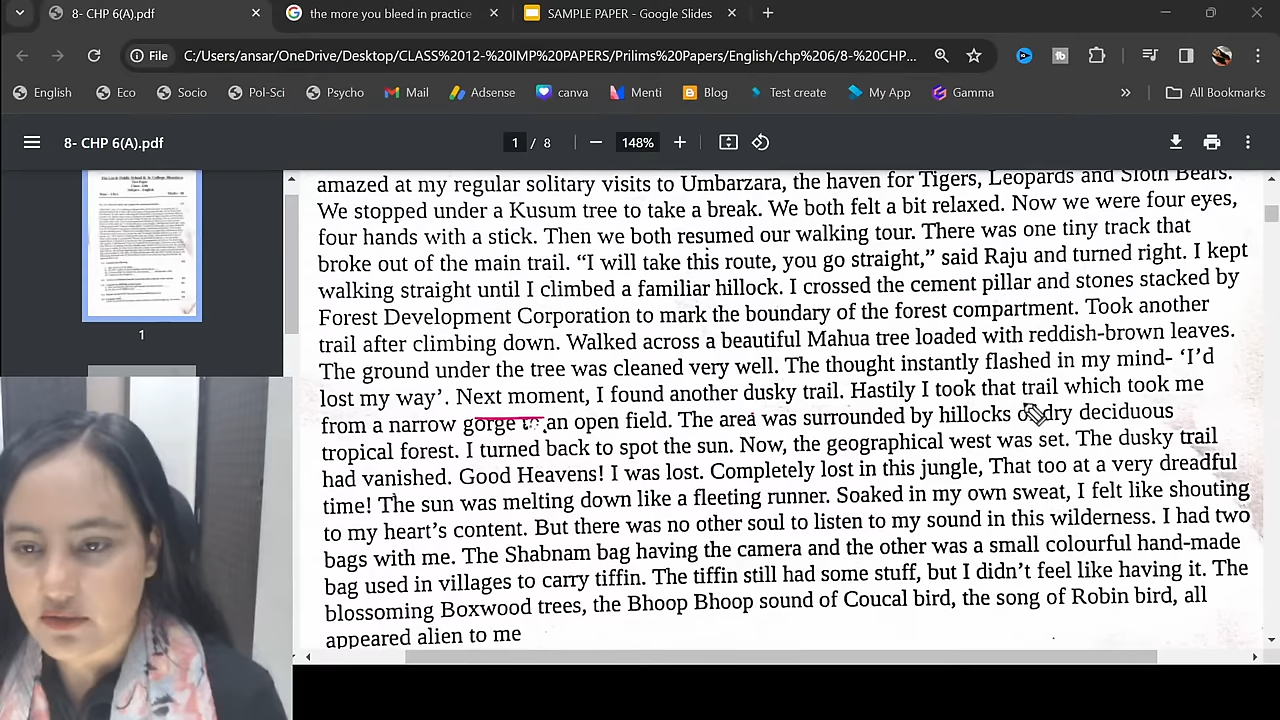 8- CHP 6(A).pdf
the more you bleed in practice
SAMPLE PAPER - Google Slides
File
C:/Users/ansar/OneDrive/Desktop/CLASS%2012-%20IMP%20PAPERS/Prilims%20Papers/English/chp%206/8-%20CHP...
English
Eco
Socio
Pol-Sci
Psycho
Mail
Adsense
canva
Menti
Blog
Test create
My App
Gamma
All Bookmarks
8- CHP 6(A).pdf
1 / 8
148%
1
amazed at my regular solitary visits to Umbarzara, the haven for Tigers, Leopards and Sloth Bears.
We stopped under a Kusum tree to take a break. We both felt a bit relaxed. Now we were four eyes,
four hands with a stick. Then we both resumed our walking tour. There was one tiny track that
broke out of the main trail. “I will take this route, you go straight,” said Raju and turned right. I kept
walking straight until I climbed a familiar hillock. I crossed the cement pillar and stones stacked by
Forest Development Corporation to mark the boundary of the forest compartment. Took another
trail after climbing down. Walked across a beautiful Mahua tree loaded with reddish-brown leaves.
The ground under the tree was cleaned very well. The thought instantly flashed in my mind- ‘I’d
lost my way’. Next moment, I found another dusky trail. Hastily I took that trail which took me
from a narrow gorge to an open field. The area was surrounded by hillocks dry deciduous
tropical forest. I turned back to spot the sun. Now, the geographical west was set. The dusky trail
had vanished. Good Heavens! I was lost. Completely lost in this jungle, That too at a very dreadful
time! The sun was melting down like a fleeting runner. Soaked in my own sweat, I felt like shouting
to my heart’s content. But there was no other soul to listen to my sound in this wilderness. I had two
bags with me. The Shabnam bag having the camera and the other was a small colourful hand-made
bag used in villages to carry tiffin. The tiffin still had some stuff, but I didn’t feel like having it. The
blossoming Boxwood trees, the Bhoop Bhoop sound of Coucal bird, the song of Robin bird, all
appeared alien to me